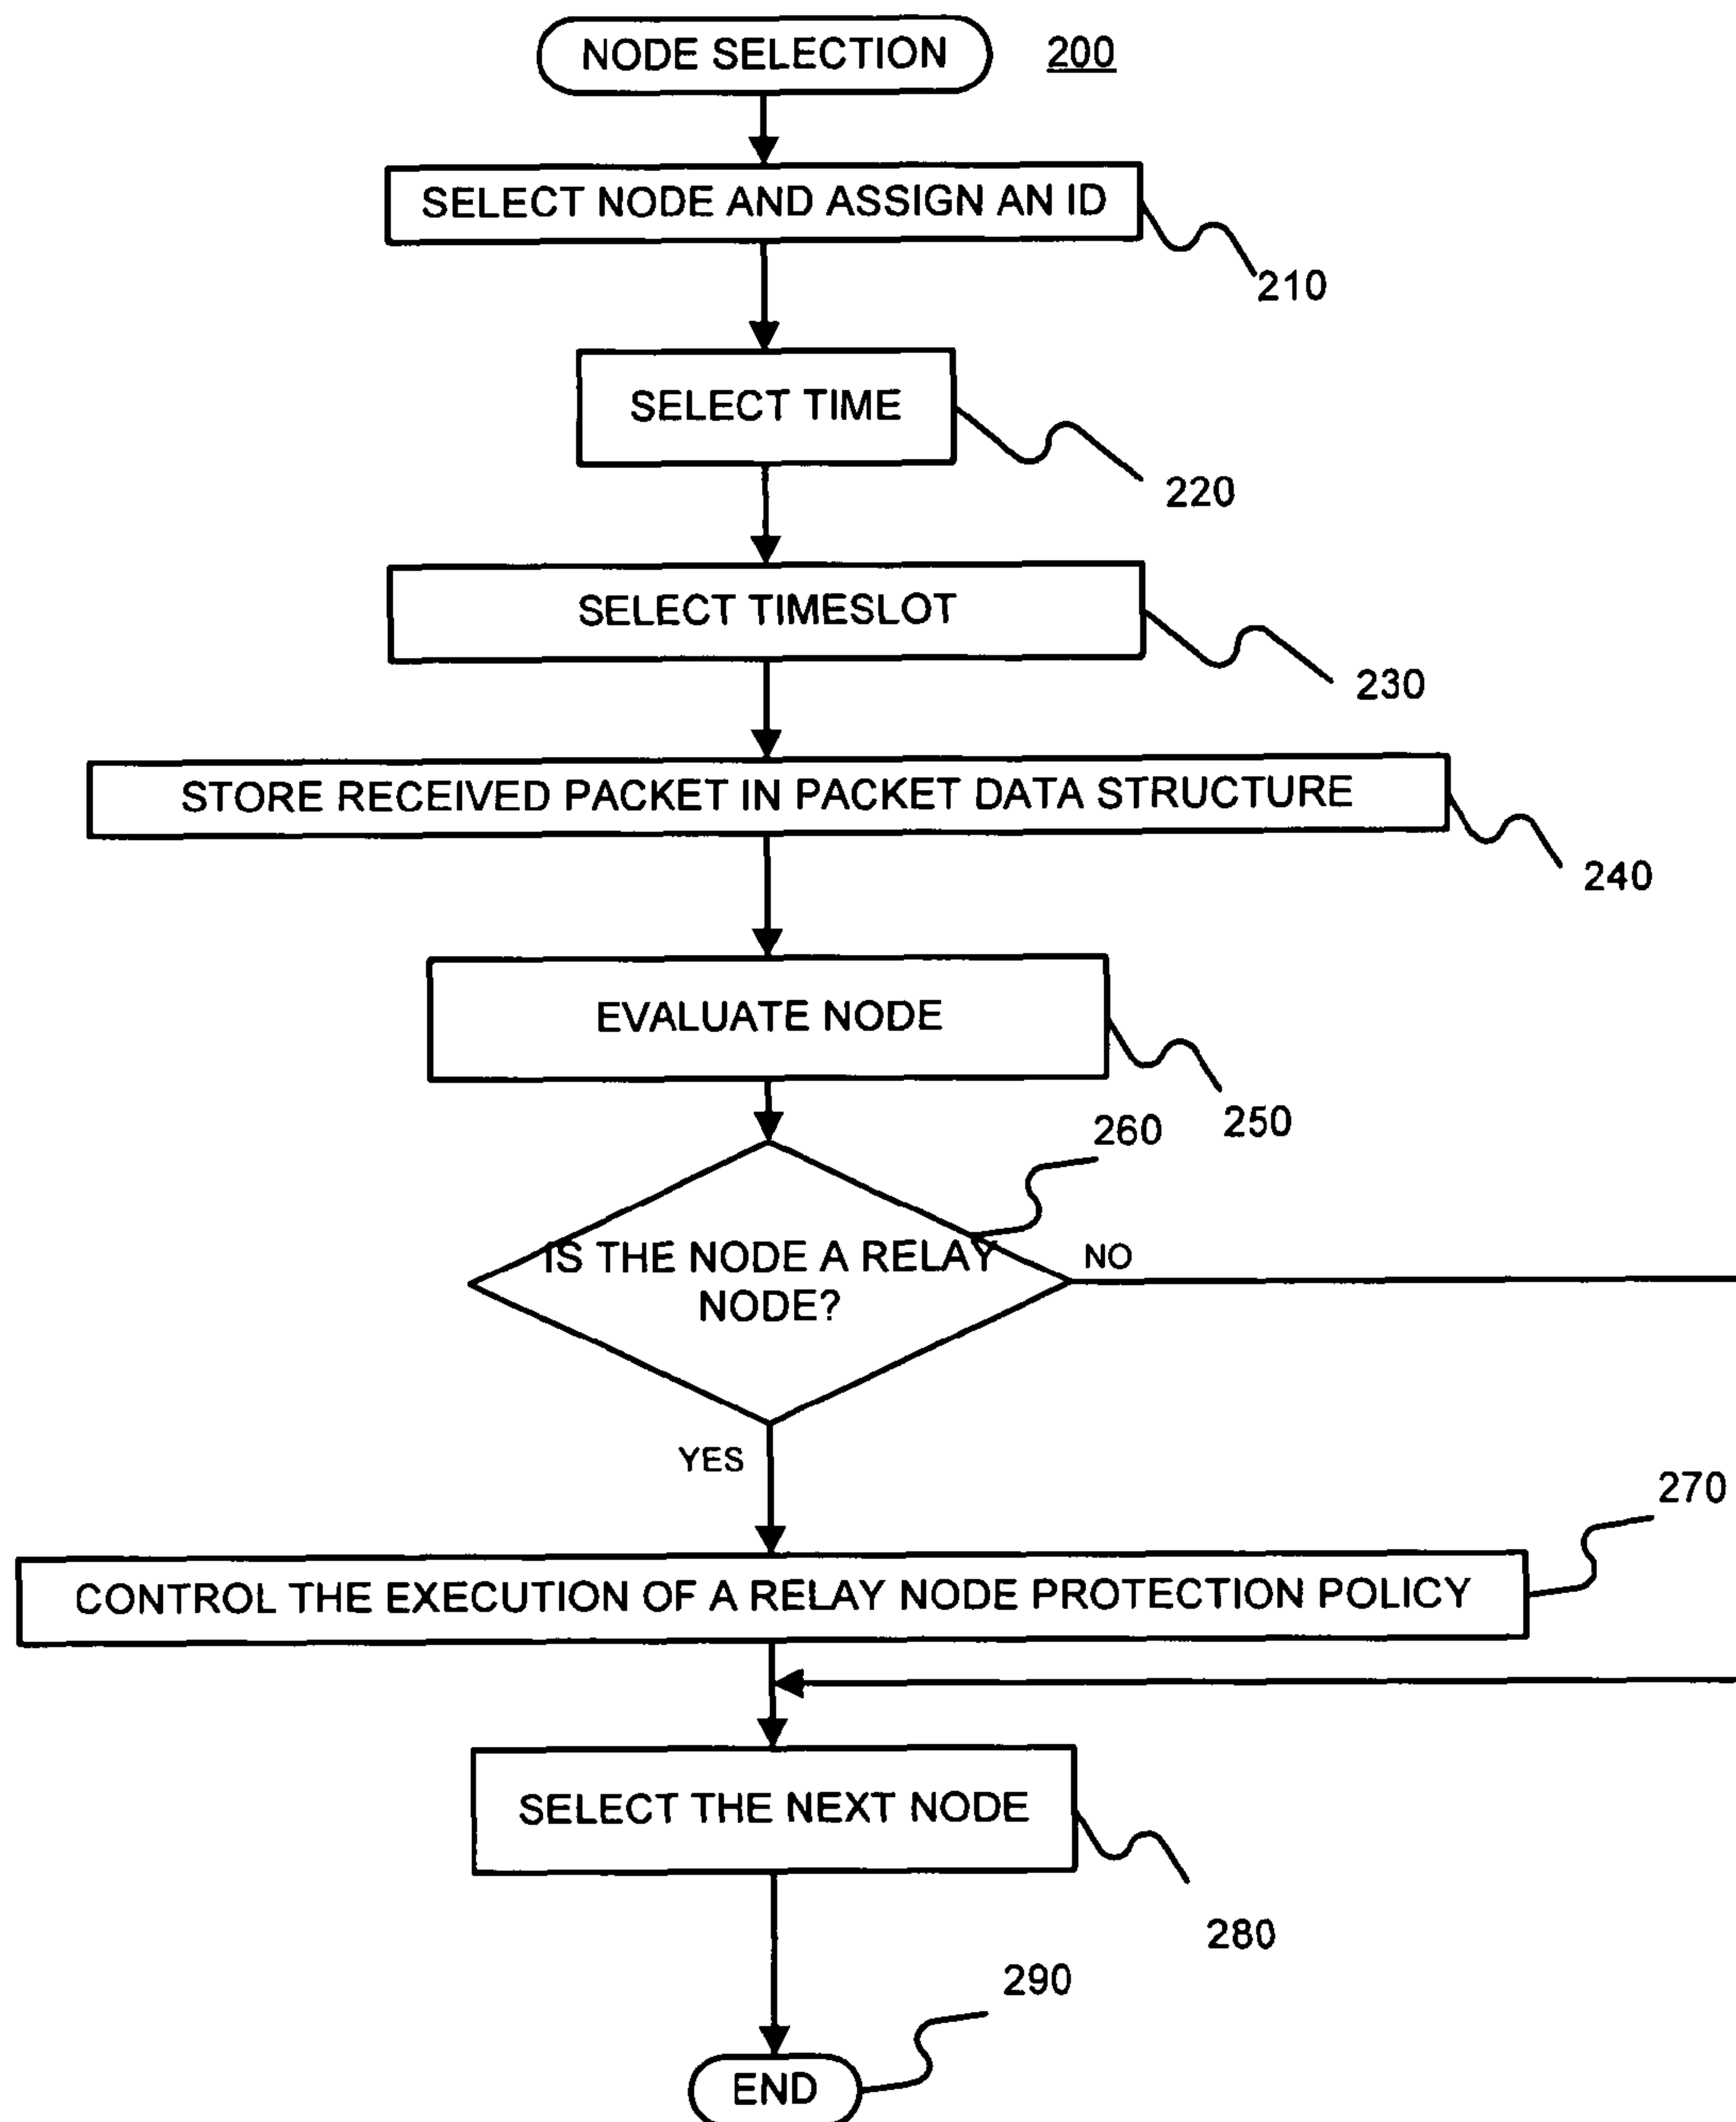 NODE SELECTION
200
SELECT NODE AND ASSIGN AN ID
210
SELECT TIME
220
SELECT TIMESLOT
230
STORE RECEIVED PACKET IN PACKET DATA STRUCTURE
240
EVALUATE NODE
250
260
IS THE NODE A RELAY
NODE?
NO
YES
270
CONTROL THE EXECUTION OF A RELAY NODE PROTECTION POLICY
SELECT THE NEXT NODE
280
290
END